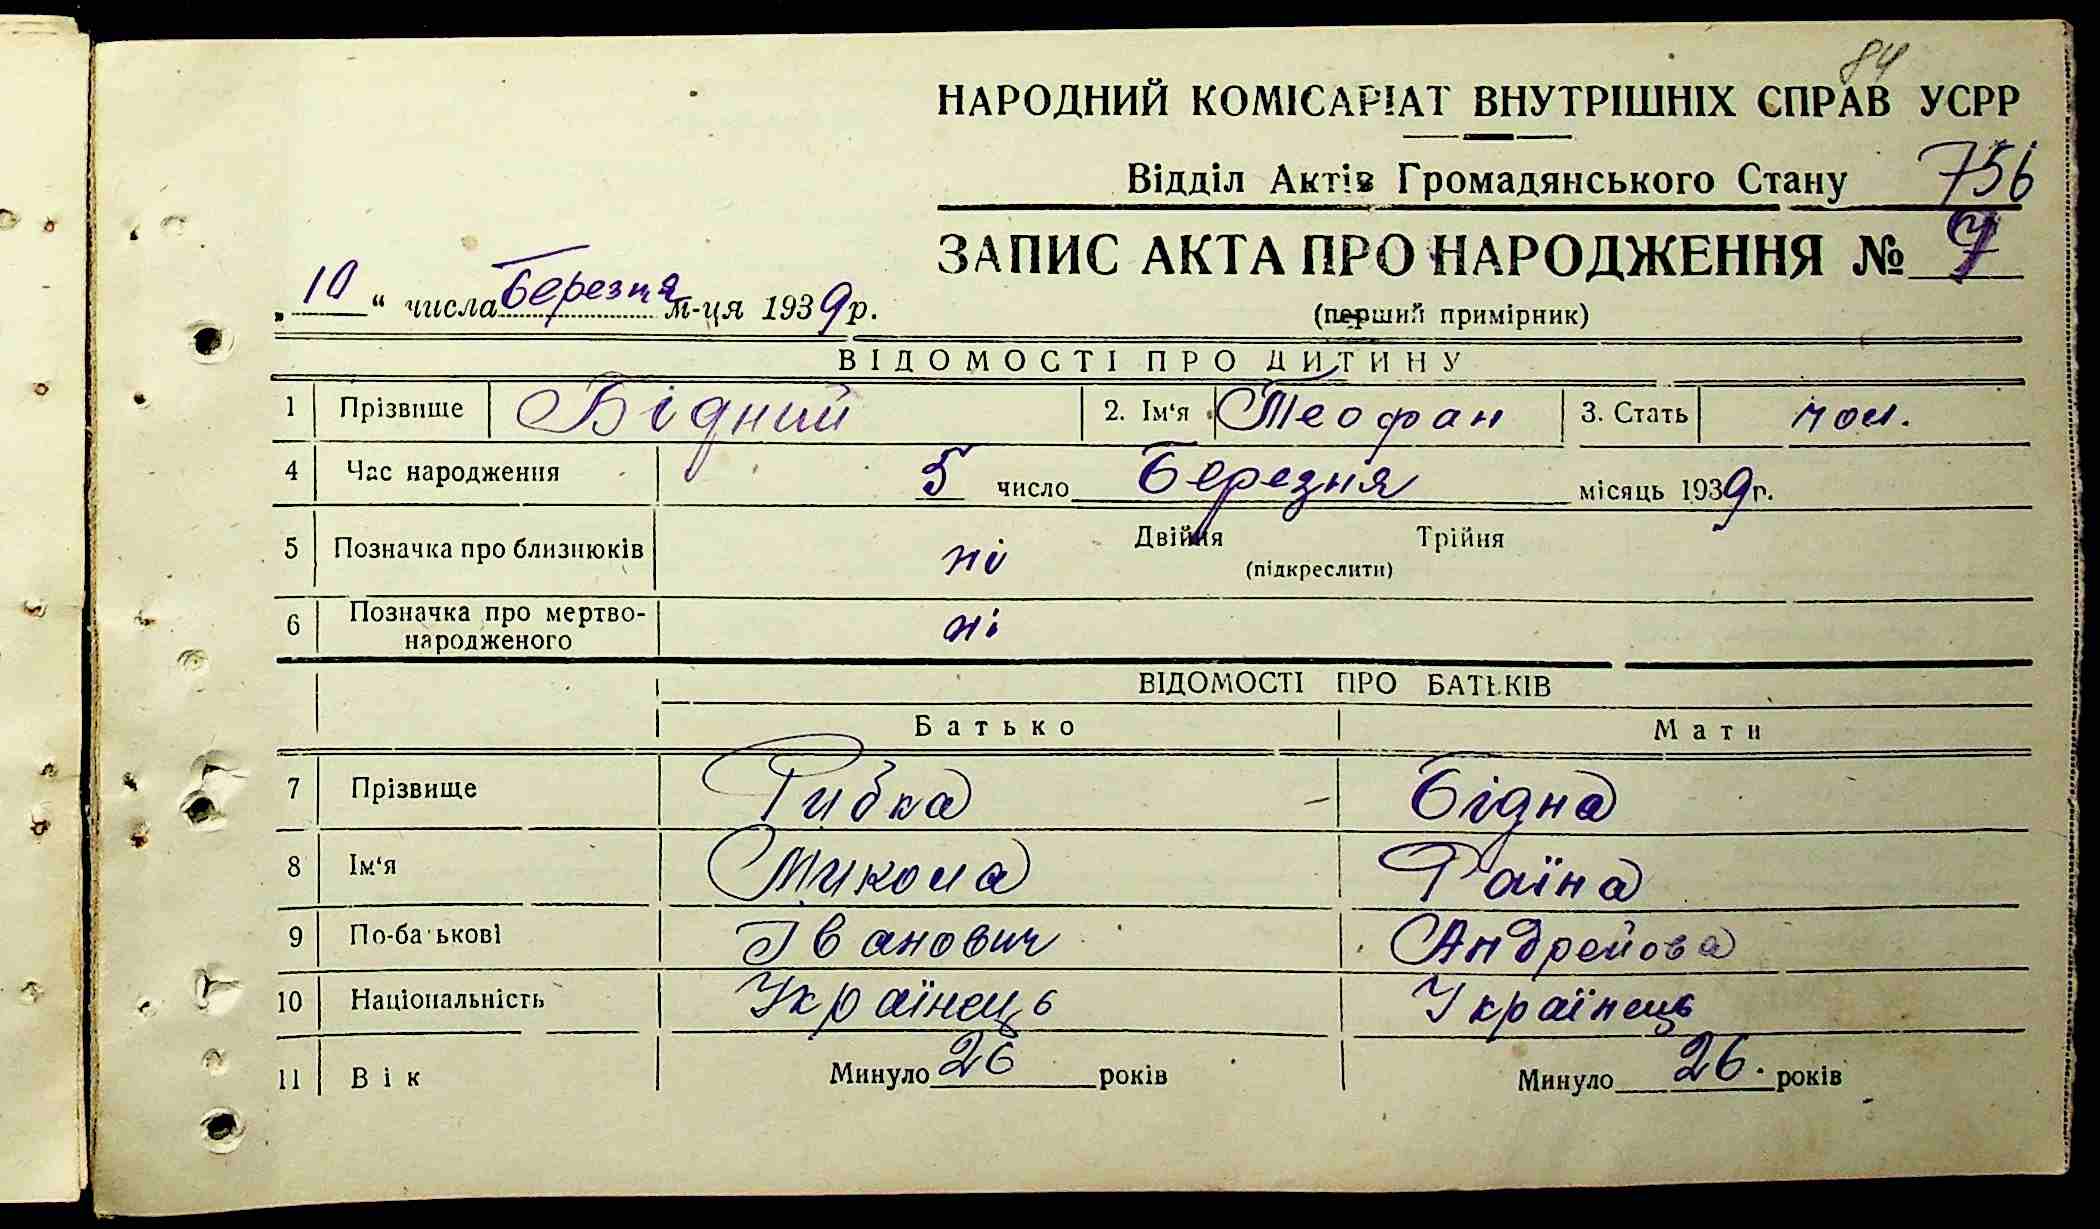 84
НАРОДНИЙ КОМІСАРІАТ ВНУТРІШНІХ СПРАВ УСРР
Відділ Актів Громадянського Стану 756
ЗАПИС АКТА ПРО НАРОДЖЕННЯ № 7
„10“ числа Березня м-ця 1939 р.
(перший примірник)
ВІДОМОСТІ ПРО ДИТИНУ
1 Прізвище Бідний 2. Ім‘я Теофан 3. Стать чол.
4 Час народження 5 число Березня місяць 1939 г.
5 Позначка про близнюків ні Двійня Трійня
(підкреслити)
6 Позначка про мертво-
народженого ні
ВІДОМОСТІ ПРО БАТЬКІВ
Батько Мати
7 Прізвище Рибка Бідна
8 Ім‘я Микола Раїна
9 По-батькові Іванович Андрейова
10 Національність Українець Українець
11 Вік Минуло 26 років Минуло 26. років